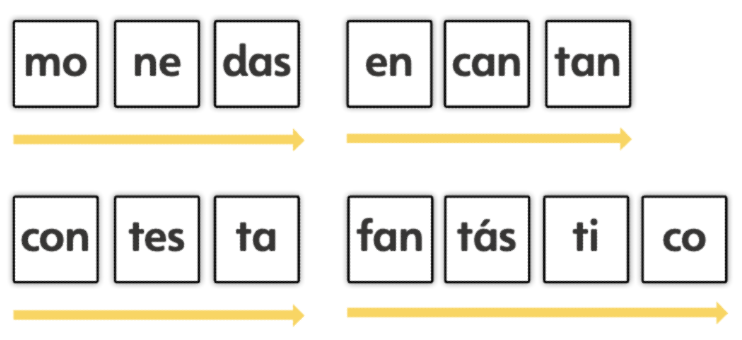 mo ne das en can tan
con tes ta fan tás ti co